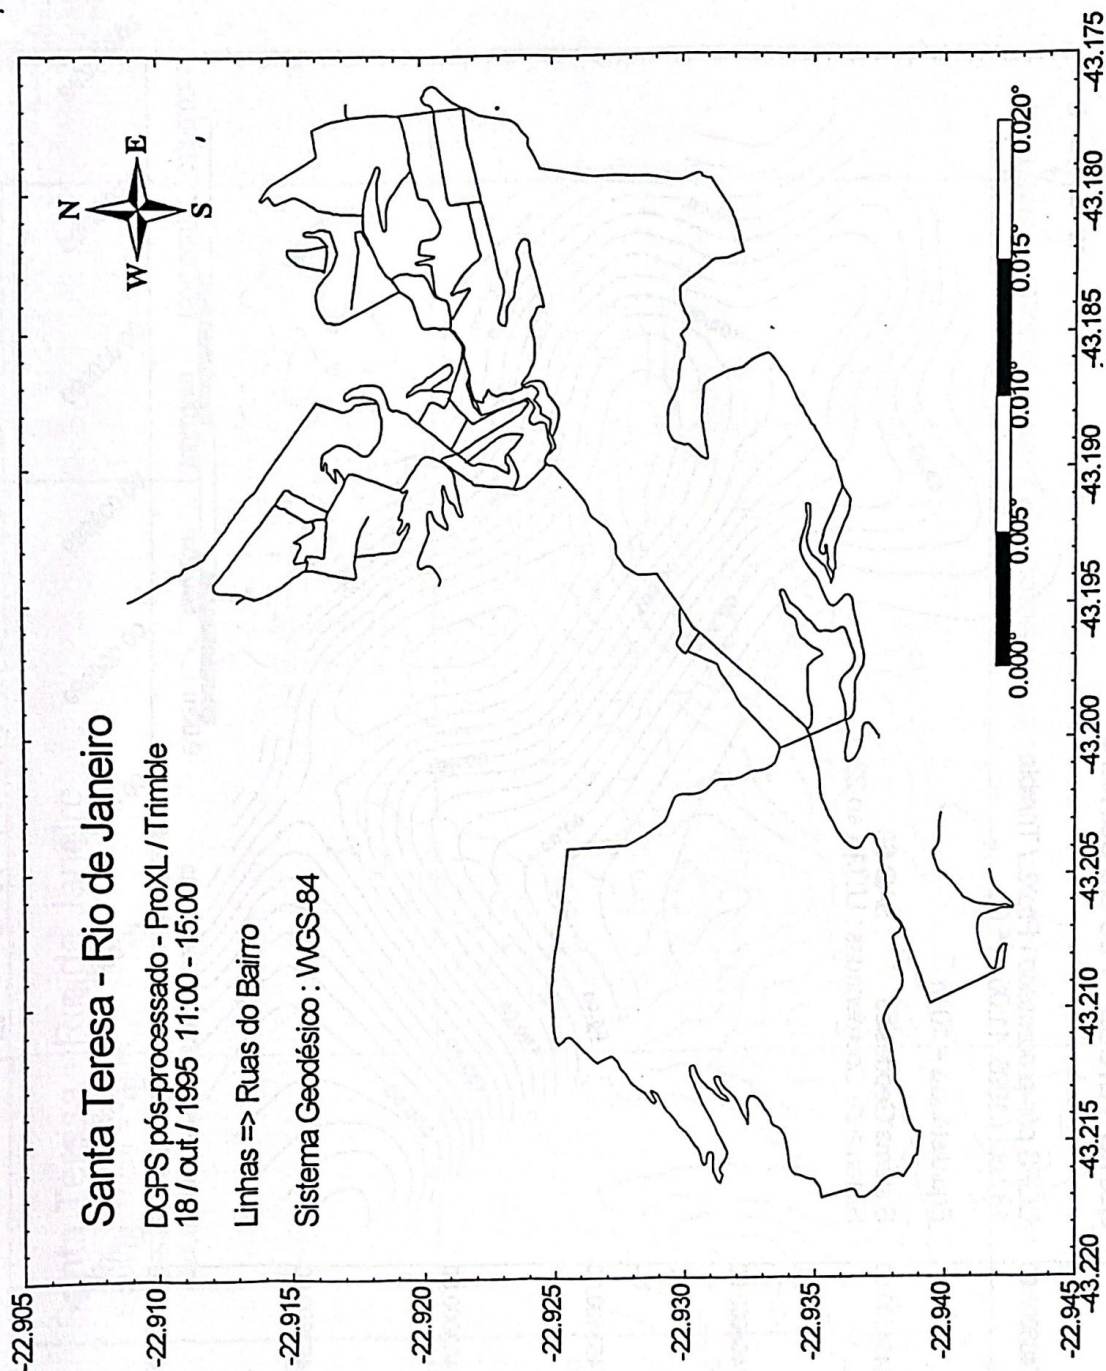 Santa Teresa - Rio de Janeiro
DGPS pós-processado - ProXL / Trimble
18 / out / 1995 11:00 - 15:00
Linhas => Ruas do Bairro
Sistema Geodésico : WGS-84
N
W E
S
-22.905
-22.910
-22.915
-22.920
-22.925
-22.930
-22.935
-22.940
-22.945
0.000° 0.005° 0.010° 0.015° 0.020°
-43.220 -43.215 -43.210 -43.205 -43.200 -43.195 -43.190 -43.185 -43.180 -43.175